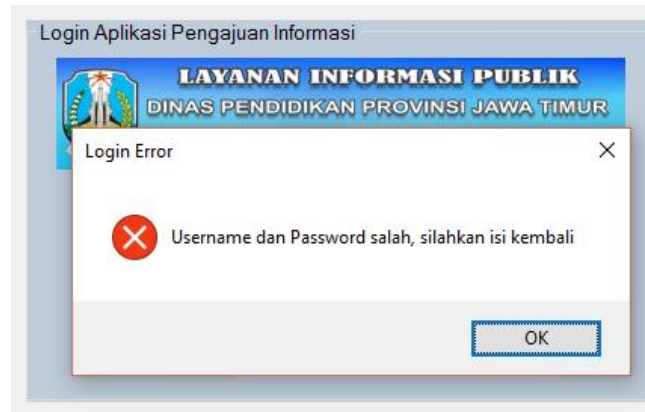 Login Aplikasi Pengajuan Informasi
LAYANAN INFORMASI PUBLIK
DINAS PENDIDIKAN PROVINSI JAWA TIMUR
Login Error
Username dan Password salah, silahkan isi kembali
OK